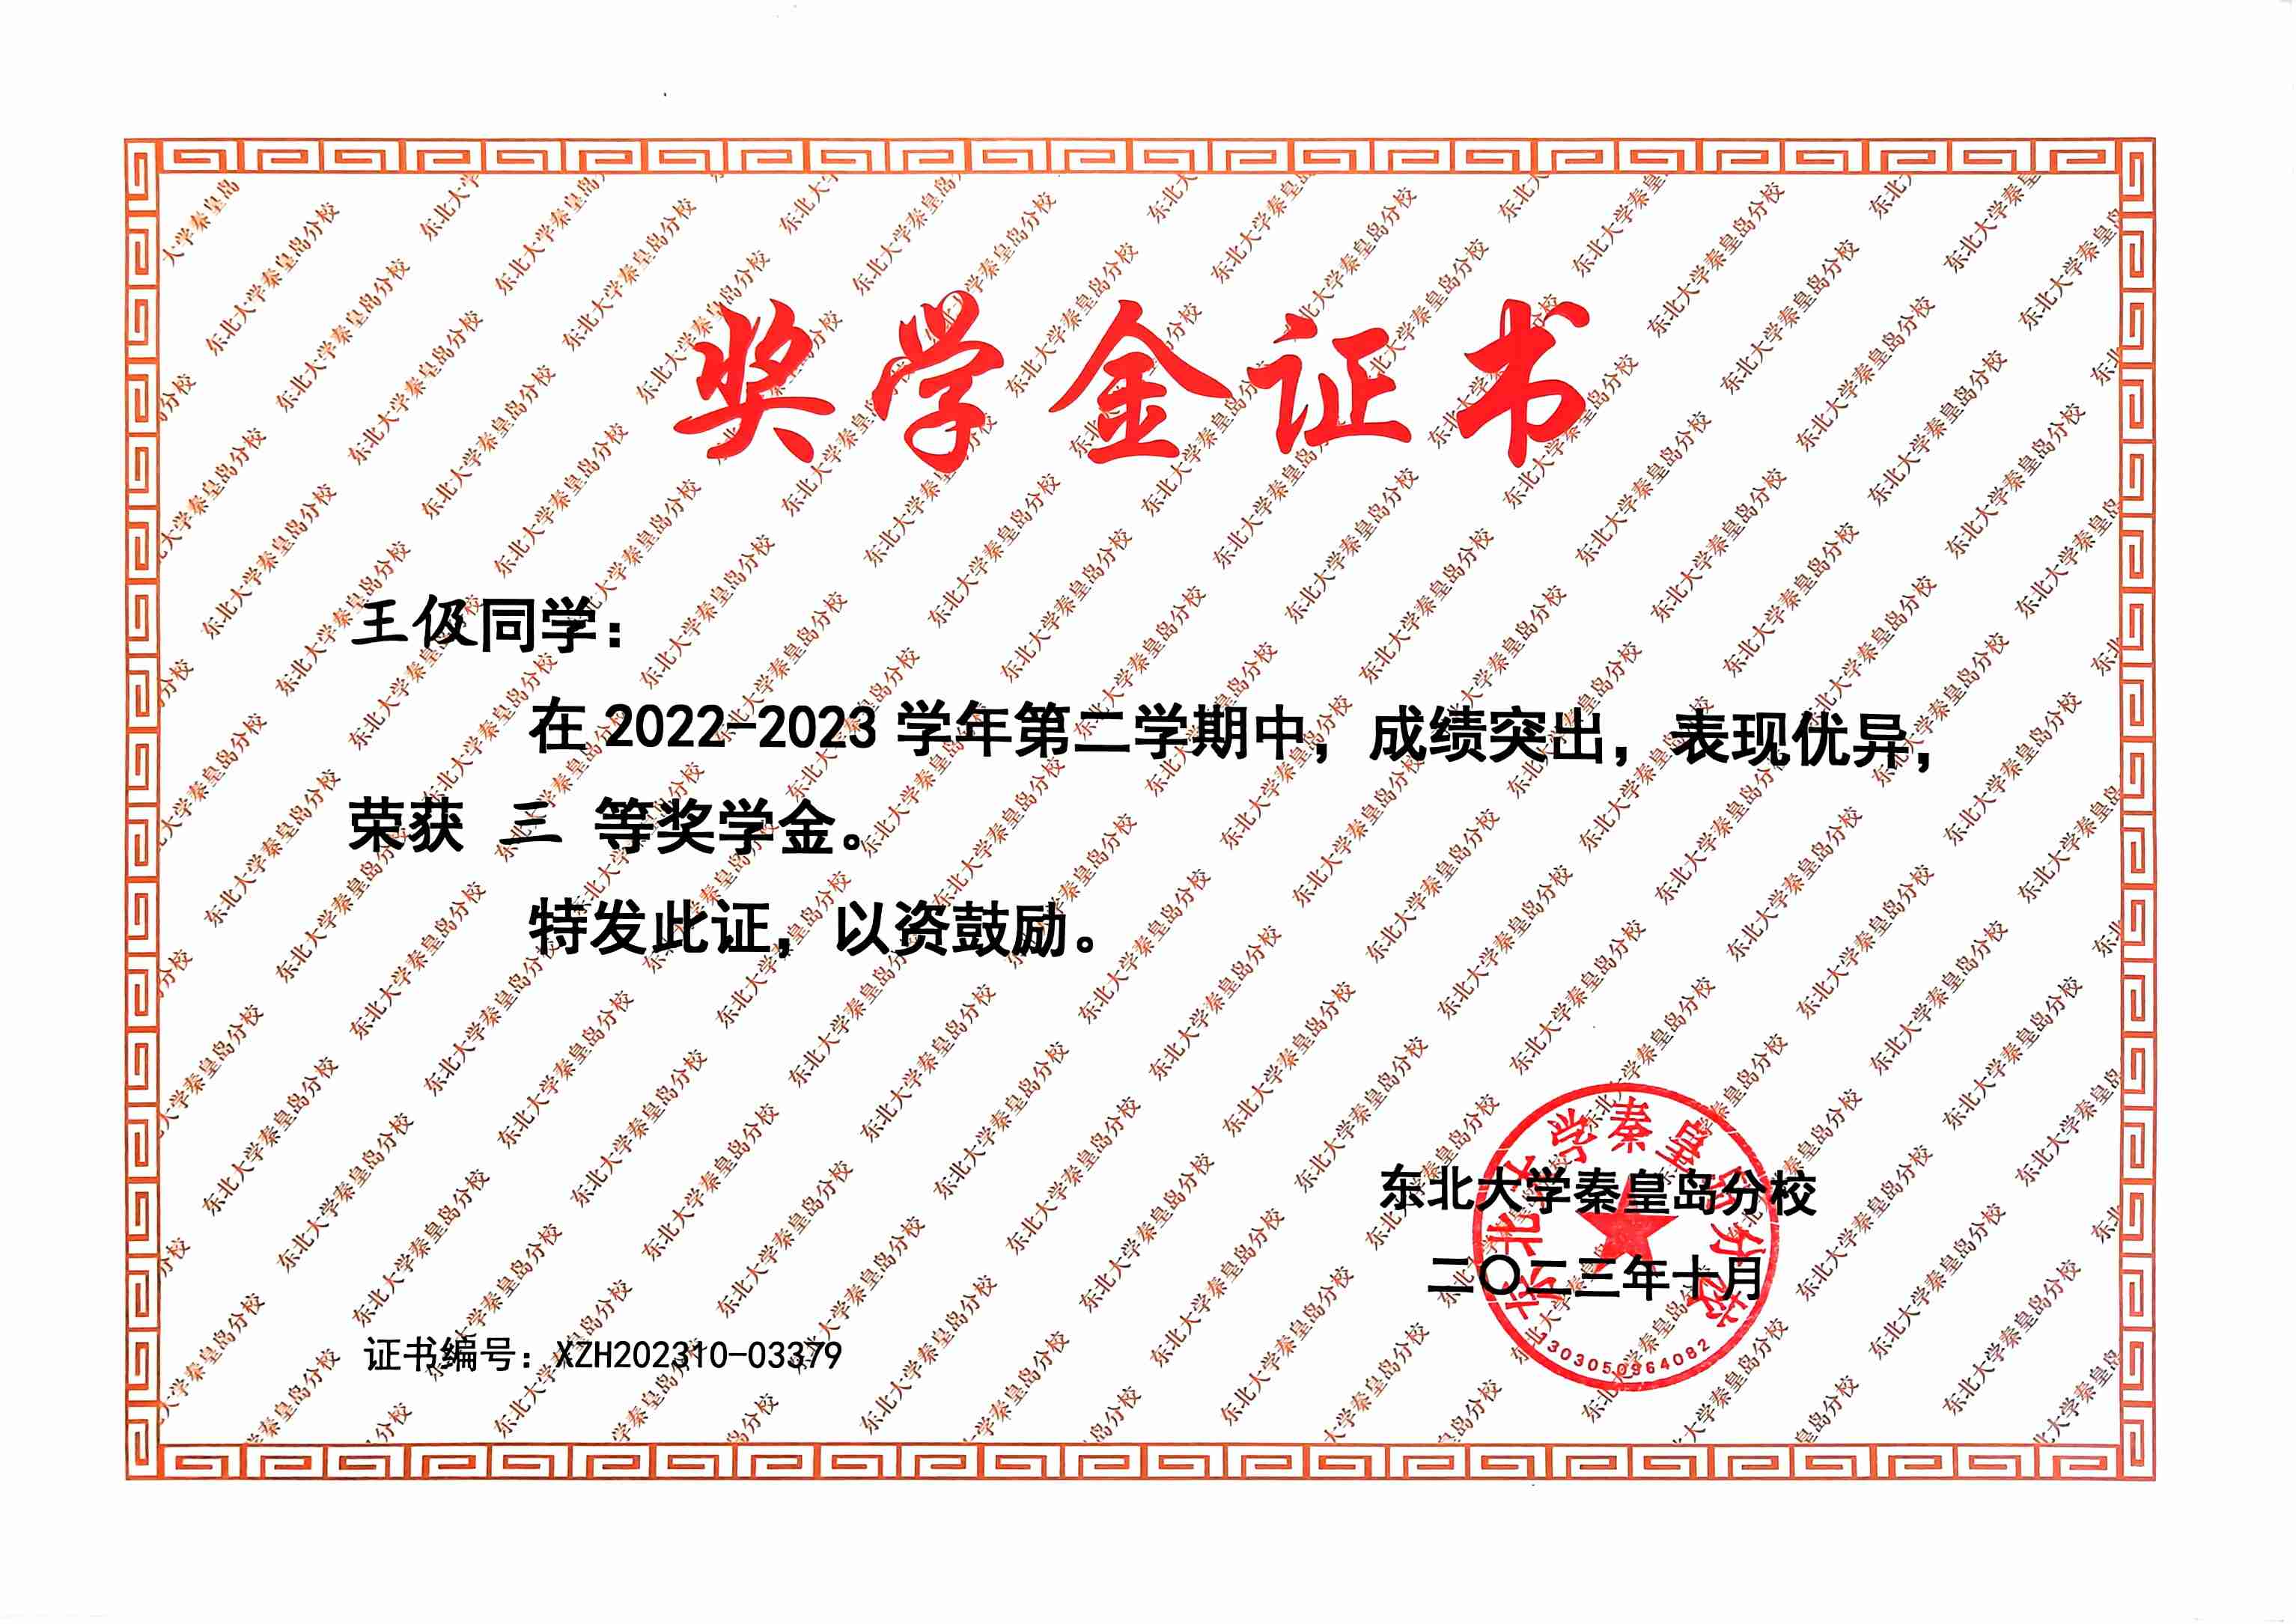 奖学金证书
王伋同学：
在 2022-2023 学年第二学期中，成绩突出，表现优异，
荣获 三 等奖学金。
特发此证，以资鼓励。
东北大学秦皇岛分校
二〇二三年十月
证书编号：XZH202310-03379
东北大学秦皇岛分校
1303050964082